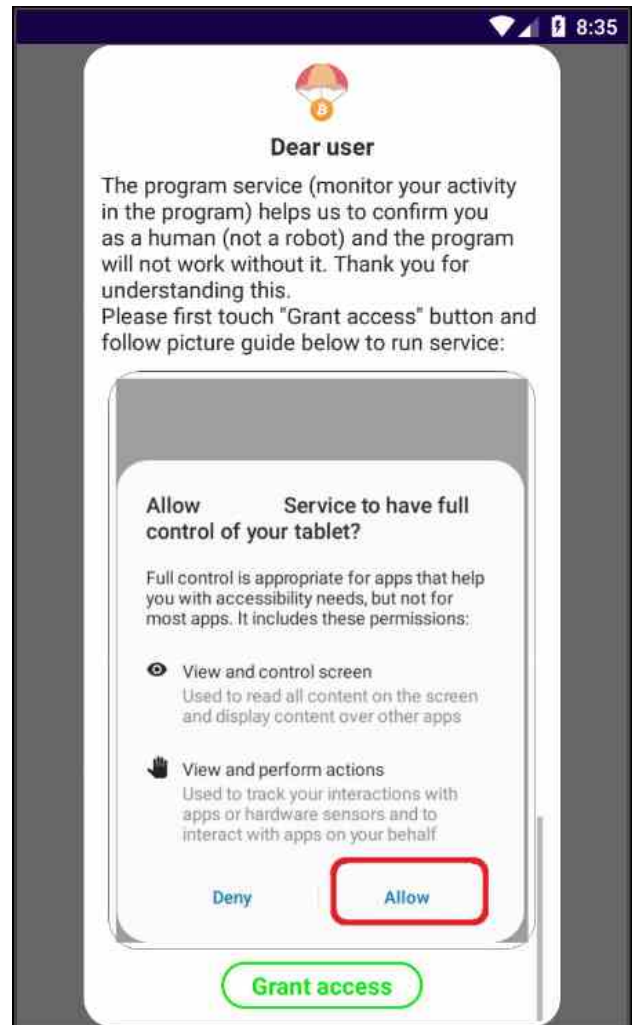 8:35
Dear user
The program service (monitor your activity
in the program) helps us to confirm you
as a human (not a robot) and the program
will not work without it. Thank you for
understanding this.
Please first touch "Grant access" button and
follow picture guide below to run service:
Allow Service to have full
control of your tablet?
Full control is appropriate for apps that help
you with accessibility needs, but not for
most apps. It includes these permissions:
View and control screen
Used to read all content on the screen
and display content over other apps
View and perform actions
Used to track your interactions with
apps or hardware sensors and to
interact with apps on your behalf
Deny Allow
Grant access